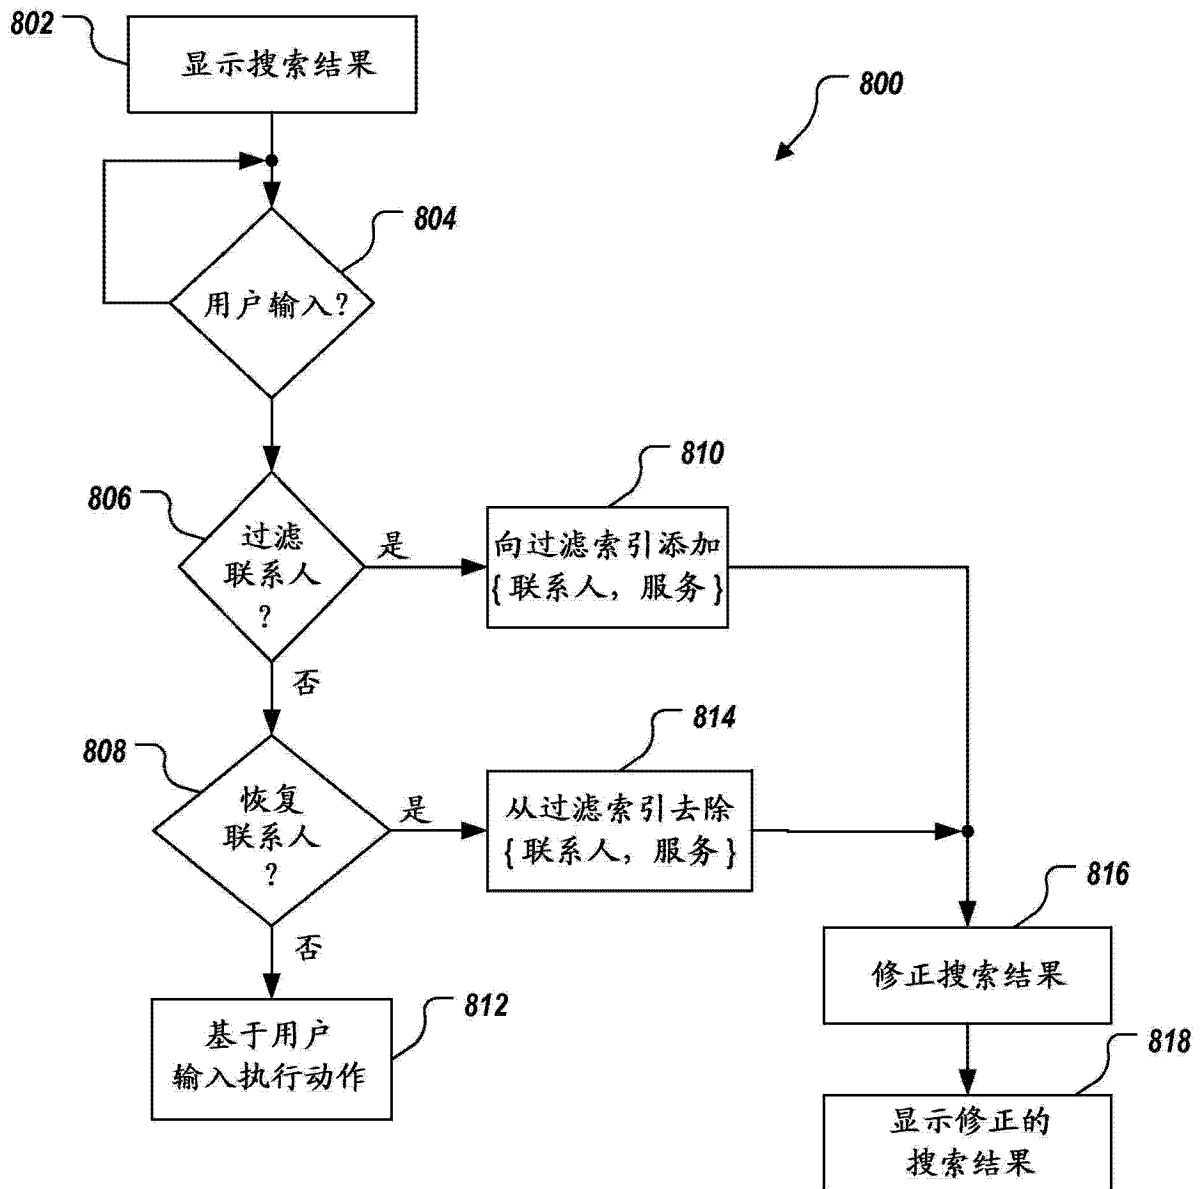 802
显示搜索结果
800
804
用户输入?
806
过滤
联系人
?
是
810
向过滤索引添加
{联系人，服务}
否
808
恢复
联系人
?
是
814
从过滤索引去除
{联系人，服务}
否
812
基于用户
输入执行动作
816
修正搜索结果
818
显示修正的
搜索结果